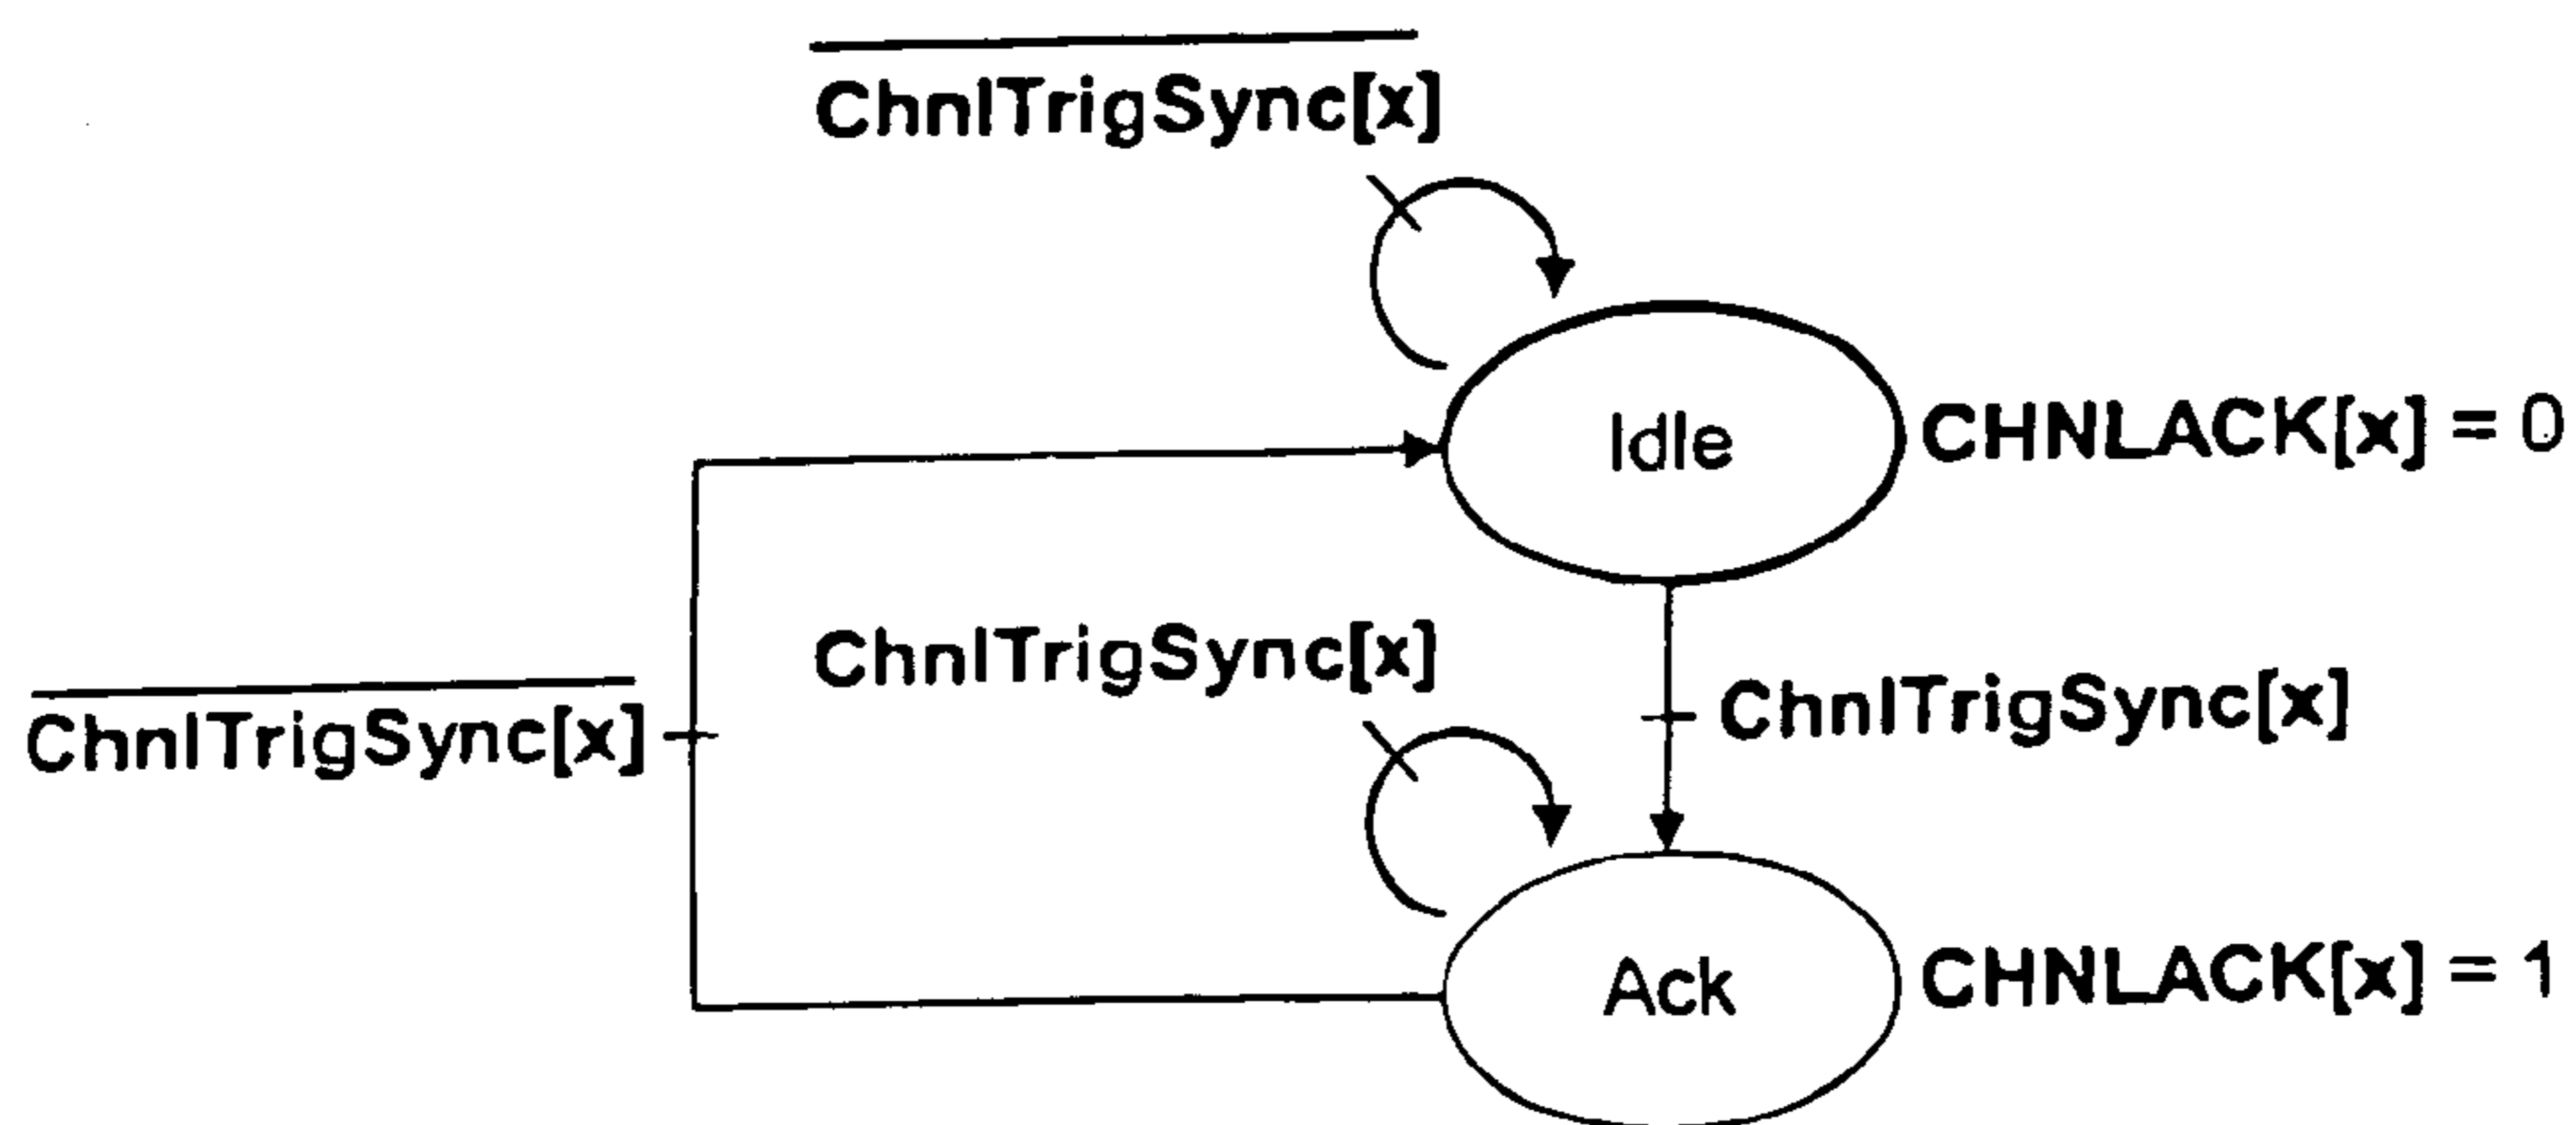 ChnlTrigSync[x]
Idle
CHNLACK[x] = 0
ChnlTrigSync[x]
ChnlTrigSync[x]
ChnlTrigSync[x]
Ack
CHNLACK[x] = 1